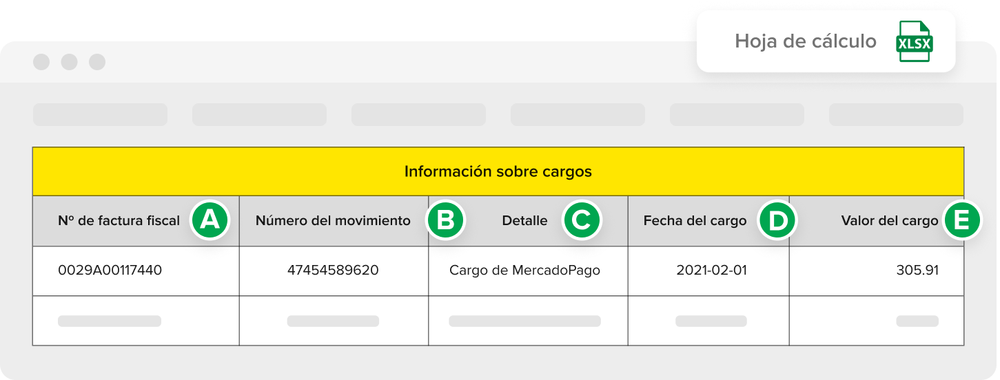 Hoja de cálculo
XLSX
Información sobre cargos
Nº de factura fiscal A Número del movimiento B Detalle C Fecha del cargo D Valor del cargo E
0029A00117440 47454589620 Cargo de MercadoPago 2021-02-01 305.91